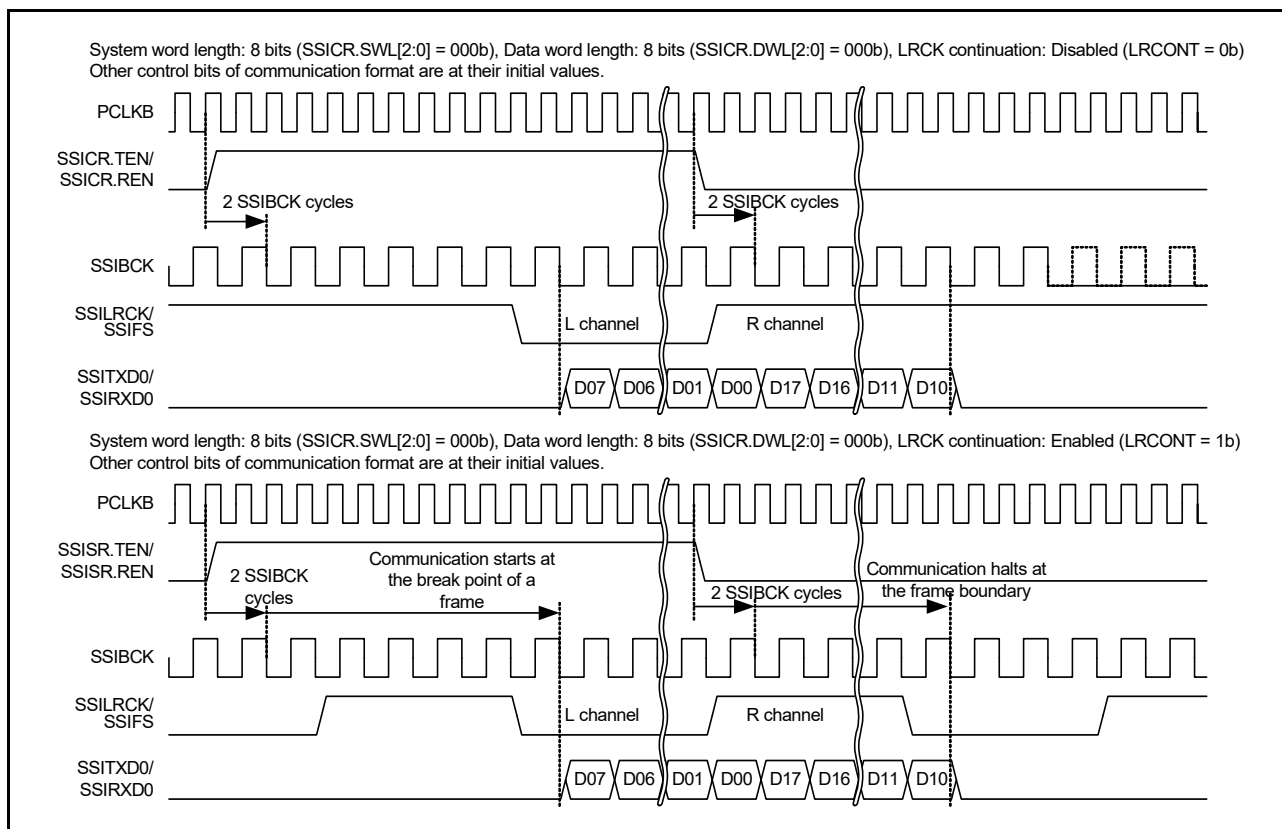 System word length: 8 bits (SSICR.SWL[2:0] = 000b), Data word length: 8 bits (SSICR.DWL[2:0] = 000b), LRCK continuation: Disabled (LRCONT = 0b)
Other control bits of communication format are at their initial values.
PCLKB
SSICR.TEN/
SSICR.REN
2 SSIBCK cycles 2 SSIBCK cycles
SSIBCK
SSILRCK/
SSIFS
L channel R channel
SSITXD0/
SSIRXD0
D07 D06 D01 D00 D17 D16 D11 D10
System word length: 8 bits (SSICR.SWL[2:0] = 000b), Data word length: 8 bits (SSICR.DWL[2:0] = 000b), LRCK continuation: Enabled (LRCONT = 1b)
Other control bits of communication format are at their initial values.
PCLKB
SSISR.TEN/
SSISR.REN
2 SSIBCK
cycles
Communication starts at
the break point of a
frame
2 SSIBCK cycles
Communication halts at
the frame boundary
SSIBCK
SSILRCK/
SSIFS
L channel R channel
SSITXD0/
SSIRXD0
D07 D06 D01 D00 D17 D16 D11 D10